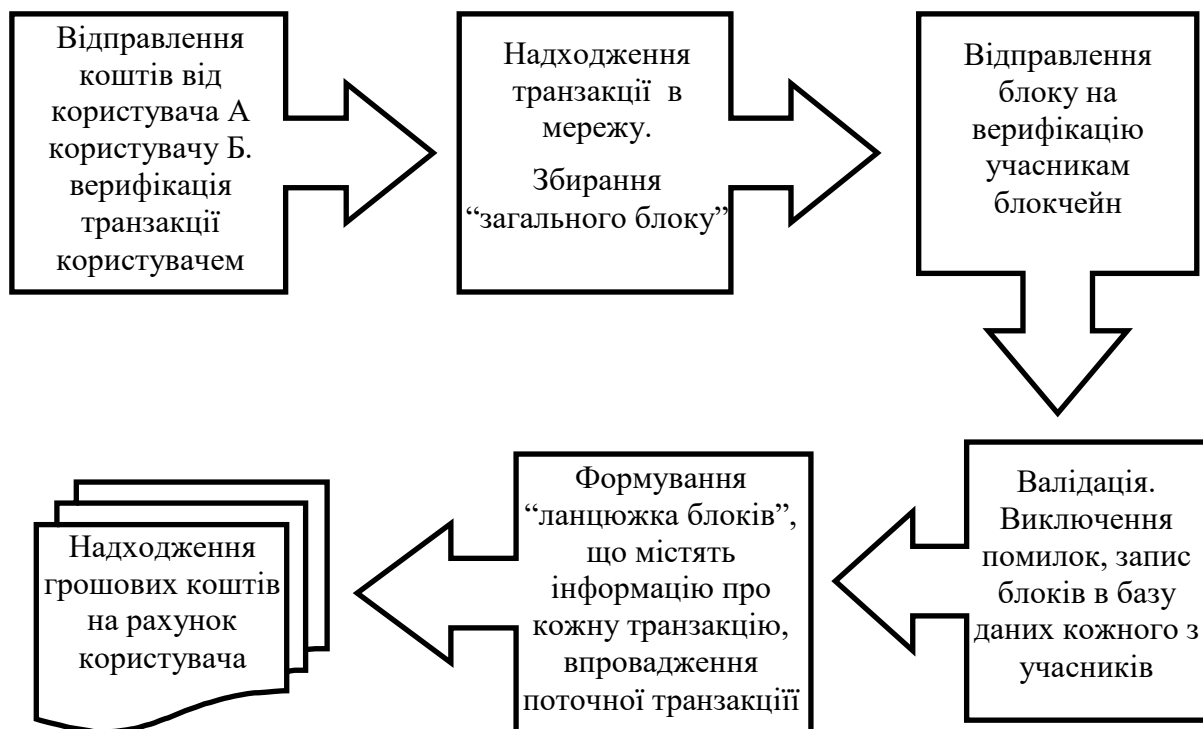 Відправлення
коштів від
користувача А
користувачу Б.
верифікація
транзакції
користувачем
Надходження
транзакції в
мережу.
Збирання
“загального блоку”
Відправлення
блоку на
верифікацію
учасникам
блокчейн
Валідація.
Виключення
помилок, запис
блоків в базу
даних кожного з
учасників
Формування
“ланцюжка блоків”,
що містять
інформацію про
кожну транзакцію,
впровадження
поточної транзакціїї
Надходження
грошових коштів
на рахунок
користувача